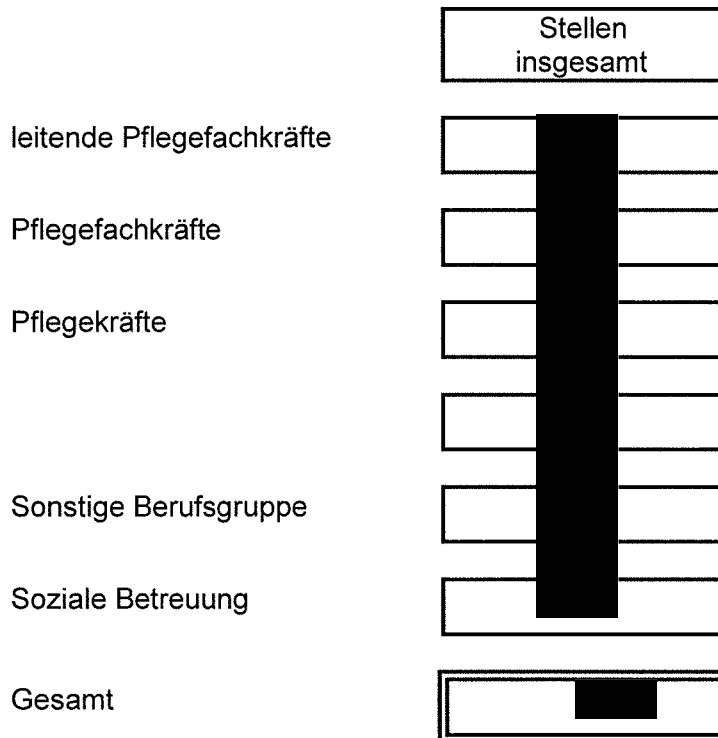 Stellen
insgesamt
leitende Pflegefachkräfte
Pflegefachkräfte
Pflegekräfte
Sonstige Berufsgruppe
Soziale Betreuung
Gesamt